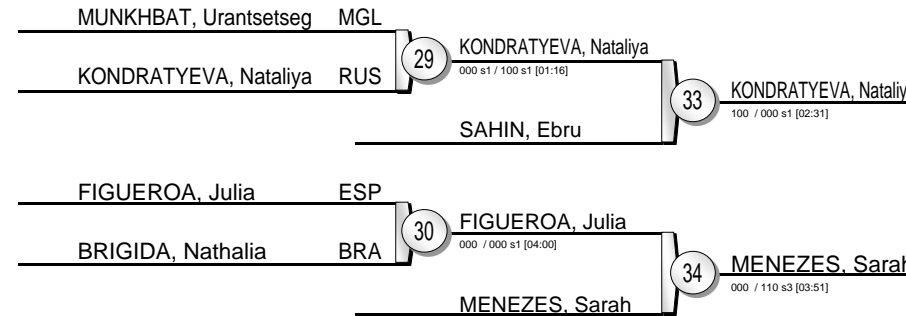 MUNKHBAT, Urantsetseg MGL
29
KONDRATYEVA, Nataliya
000 s1 / 100 s1 [01:16]
KONDRATYEVA, Nataliya RUS
33
KONDRATYEVA, Nataliy
100 / 000 s1 [02:31]
SAHIN, Ebru
FIGUEROA, Julia ESP
30
FIGUEROA, Julia
000 / 000 s1 [04:00]
BRIGIDA, Nathalia BRA
34
MENEZES, Sarah
000 / 110 s3 [03:51]
MENEZES, Sarah